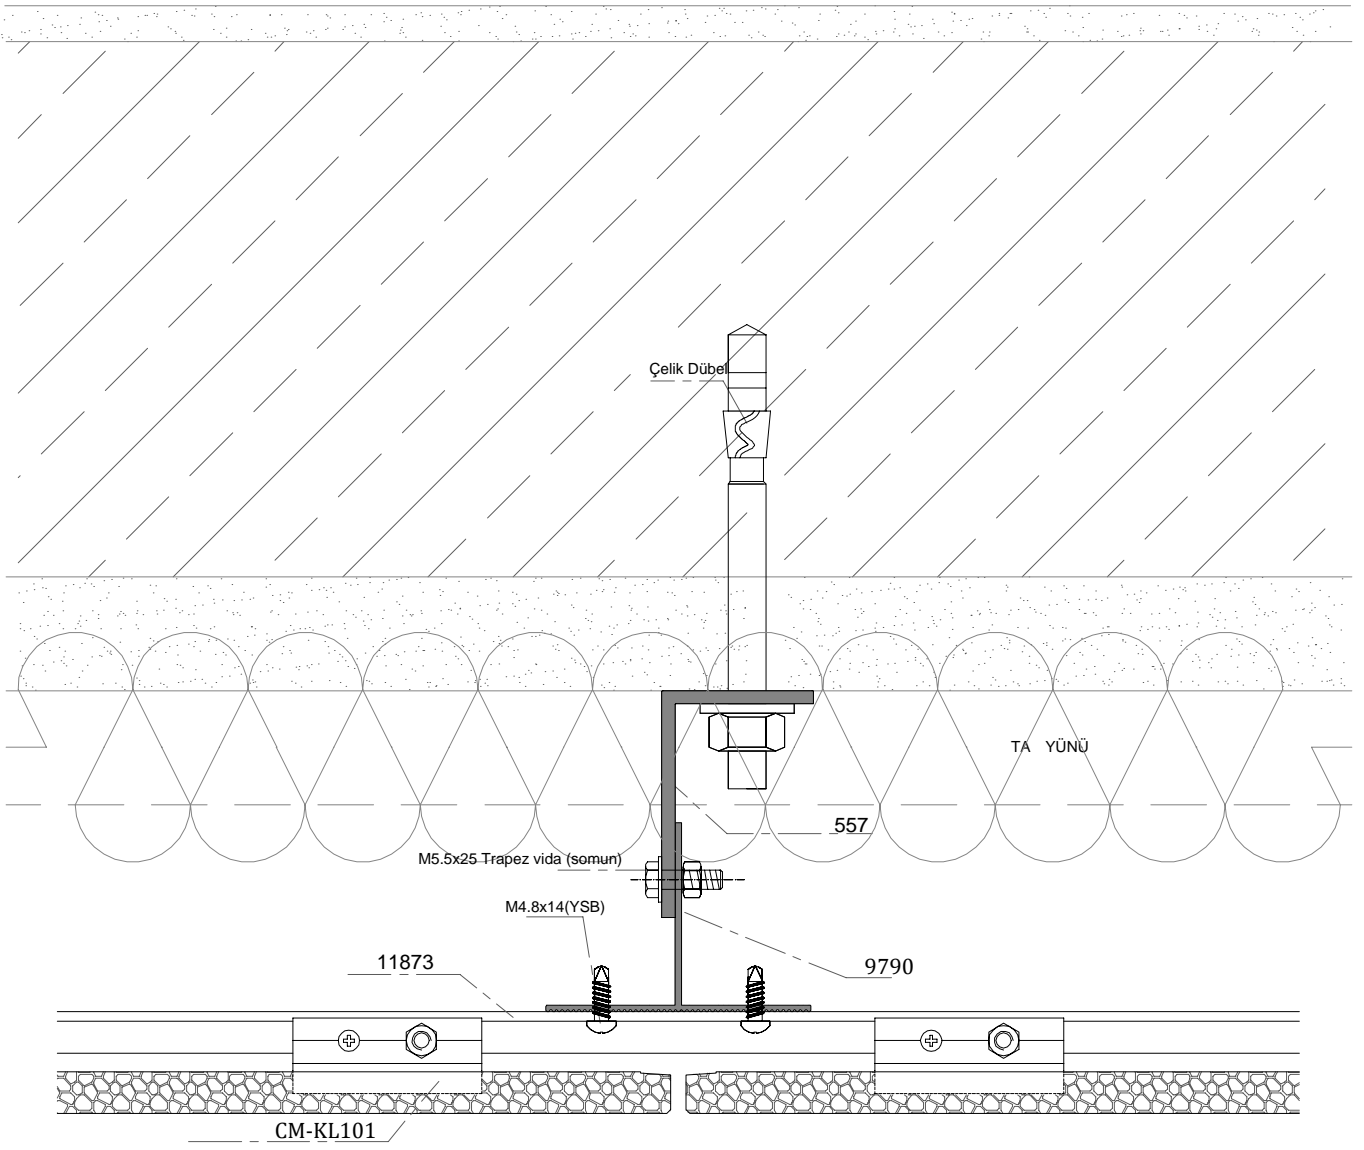 Çelik Dübel
TA YÜNÜ
557
M5.5x25 Trapez vida (somun)
M4.8x14(YSB)
11873
9790
CM-KL101